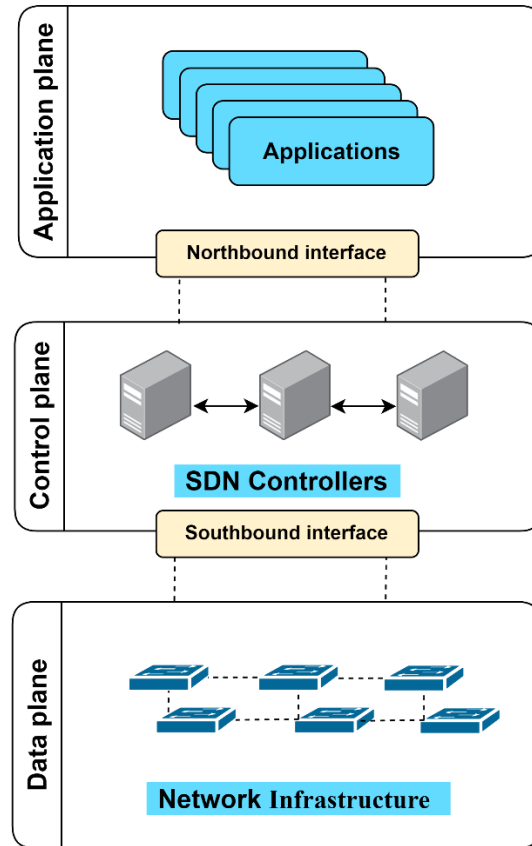 Application plane
Applications
Northbound interface
Control plane
SDN Controllers
Southbound interface
Data plane
Network Infrastructure